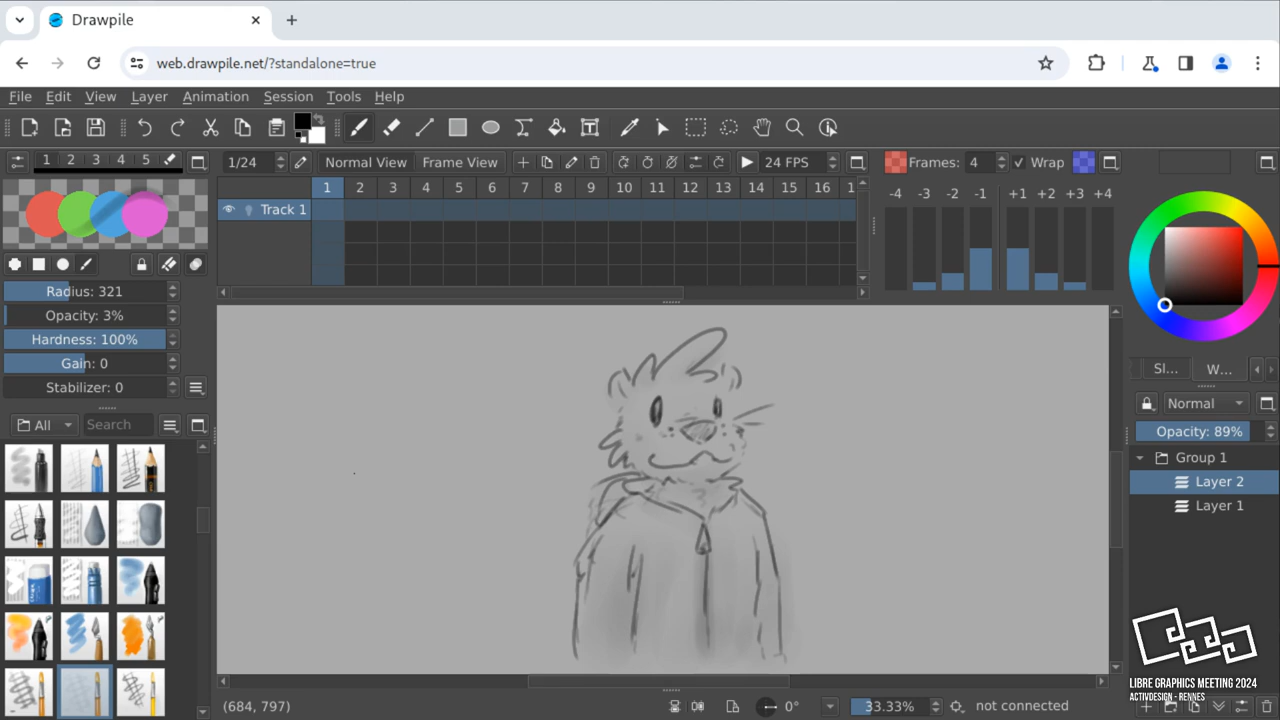 Drawpile
web.drawpile.net/?standalone=true
File Edit View Layer Animation Session Tools Help
1 2 3 4 5
1/24 Normal View Frame View 24 FPS Frames: 4 Wrap
1 2 3 4 5 6 7 8 9 10 11 12 13 14 15 16 1
-4 -3 -2 -1 +1 +2 +3 +4
Track 1
Radius: 321
Opacity: 3%
Hardness: 100%
Gain: 0
Stabilizer: 0
Sl... W...
All Search
Normal
Opacity: 89%
Group 1
Layer 2
Layer 1
LIBRE GRAPHICS MEETING 2024
ACTIVDESIGN - RENNES
(684, 797) 0° 33.33% not connected